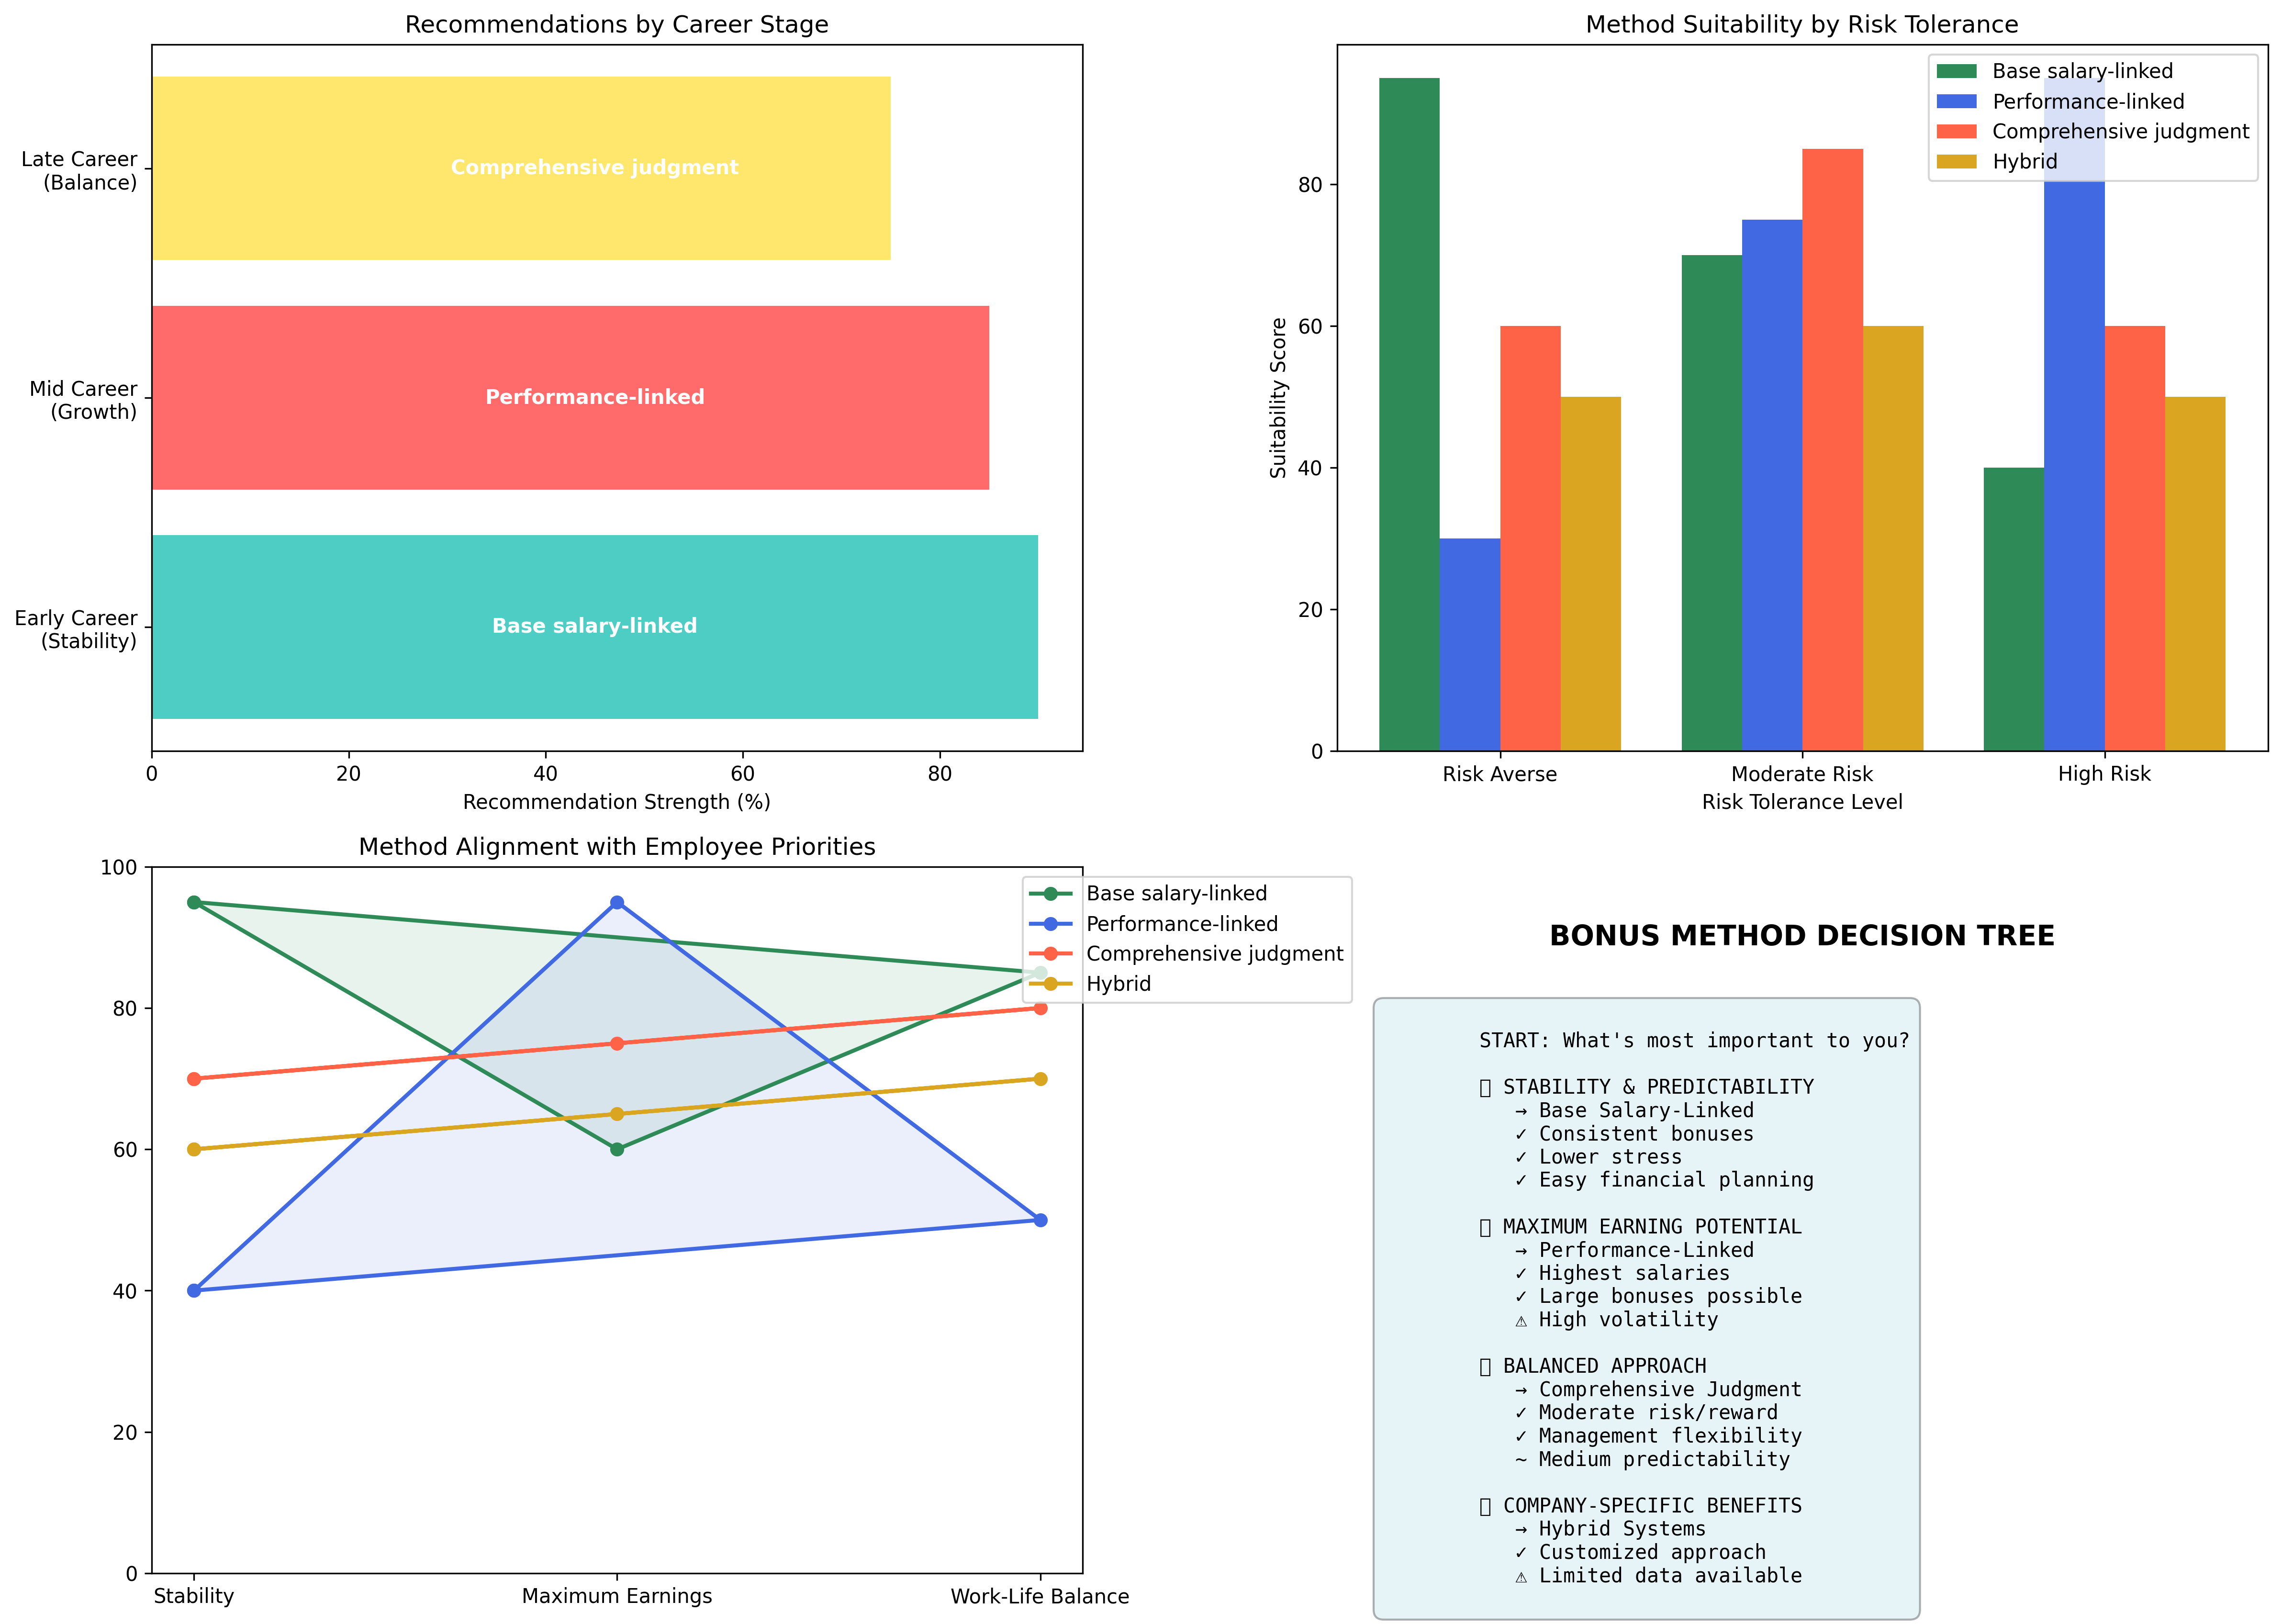 Recommendations by Career Stage
Late Career
(Balance)
Mid Career
(Growth)
Early Career
(Stability)
Comprehensive judgment
Performance-linked
Base salary-linked
0 20 40 60 80
Recommendation Strength (%)
Method Suitability by Risk Tolerance
Suitability Score
80
60
40
20
0
Base salary-linked
Performance-linked
Comprehensive judgment
Hybrid
Risk Averse Moderate Risk High Risk
Risk Tolerance Level
Method Alignment with Employee Priorities
100
80
60
40
20
0
Base salary-linked
Performance-linked
Comprehensive judgment
Hybrid
Stability Maximum Earnings Work-Life Balance
BONUS METHOD DECISION TREE
START: What's most important to you?
▯ STABILITY & PREDICTABILITY
→ Base Salary-Linked
✓ Consistent bonuses
✓ Lower stress
✓ Easy financial planning
▯ MAXIMUM EARNING POTENTIAL
→ Performance-Linked
✓ Highest salaries
✓ Large bonuses possible
⚠ High volatility
▯ BALANCED APPROACH
→ Comprehensive Judgment
✓ Moderate risk/reward
✓ Management flexibility
~ Medium predictability
▯ COMPANY-SPECIFIC BENEFITS
→ Hybrid Systems
✓ Customized approach
⚠ Limited data available